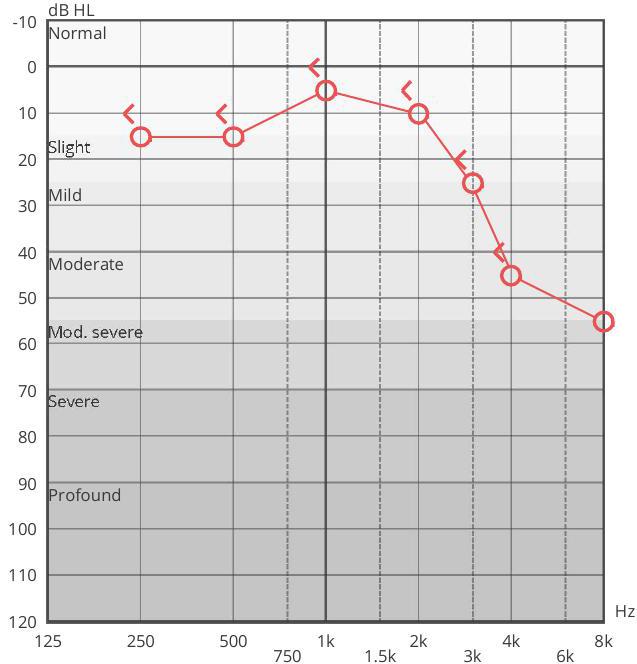 dB HL
-10
Normal
0
10
Slight
20
Mild
30
40
Moderate
50
Mod. severe
60
70
Severe
80
90
Profound
100
110
120
Hz
125 250 500 1k 2k 4k 8k
750 1.5k 3k 6k